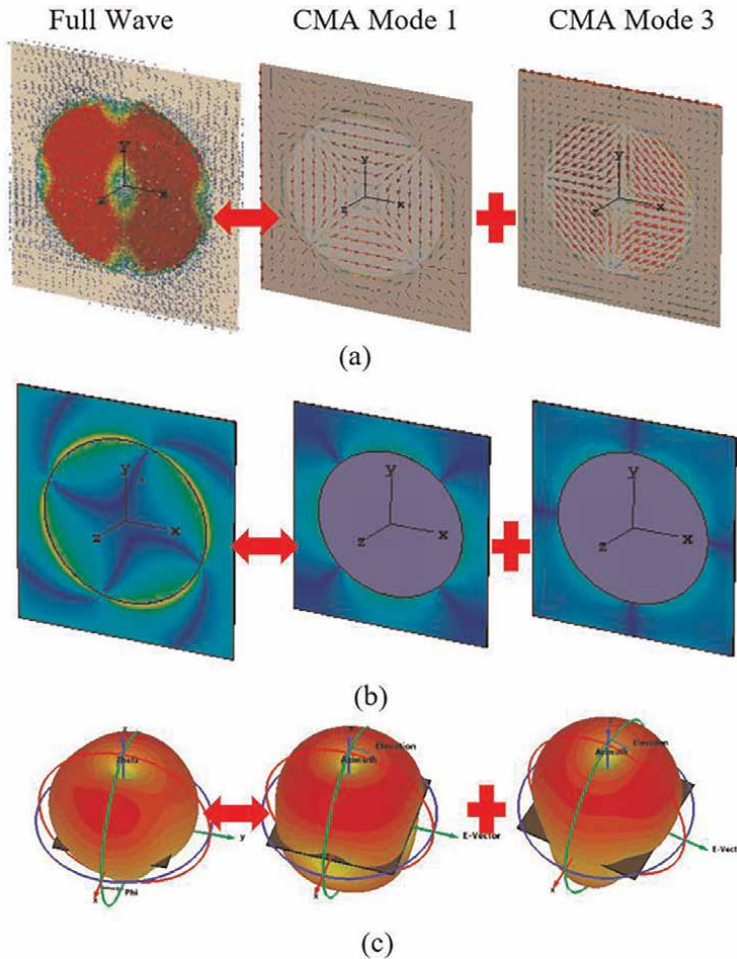 Full Wave CMA Mode 1 CMA Mode 3
y y y
z x z x x
z
(a)
y y y
z x z x z x
(b)
z
Theta Azimuth Elevation Azimuth Elevation
y E-Vector E-Vect
x Phi x x
(c)